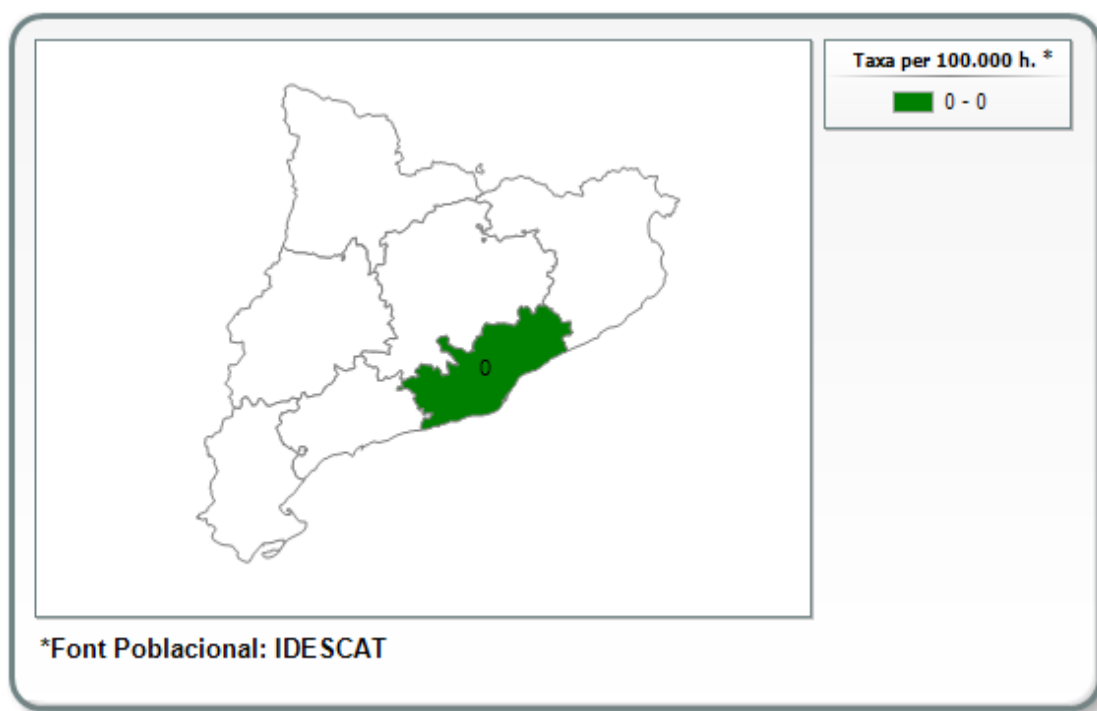 Taxa per 100.000 h. *
0 - 0
0
*Font Poblacional: IDESCAT